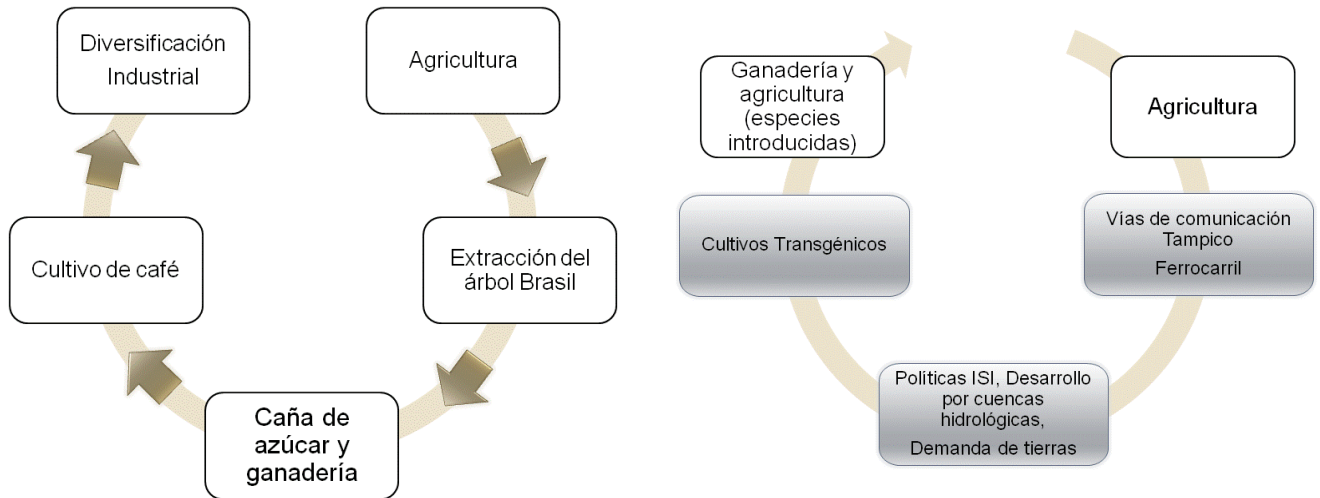 Diversificación
Industrial
Agricultura
Cultivo de café
Extracción del
árbol Brasil
Caña de
azúcar y
ganadería
Ganadería y
agricultura
(especies
introducidas)
Agricultura
Cultivos Transgénicos
Vías de comunicación
Tampico
Ferrocarril
Politicas ISI, Desarrollo
por cuencas
hidrológicas,
Demanda de tierras